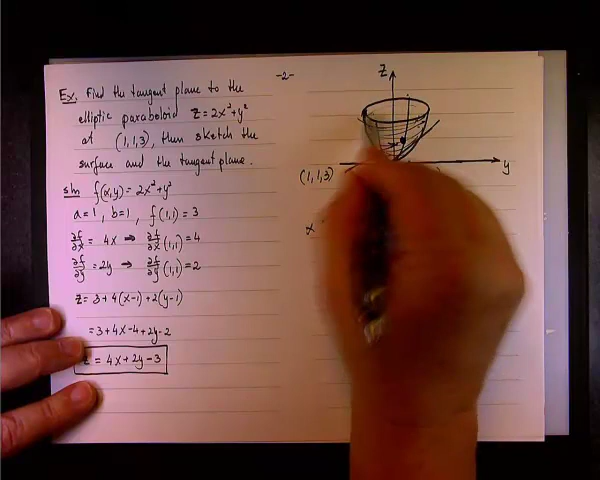 Ex. Find the tangent plane to the
elliptic paraboloid z=2x²+y²
at (1,1,3), then sketch the
surface and the tangent plane.
sln f(x,y)=2x²+y²
a=1, b=1, f(1,1)=3
∂f/∂x = 4x → ∂f/∂x (1,1)=4
∂f/∂y =2y → ∂f/∂y (1,1)=2
z=3+4(x-1)+2(y-1)
=3+4x-4+2y-2
z = 4x+2y-3
-2-
z
y
(1,1,3)
x